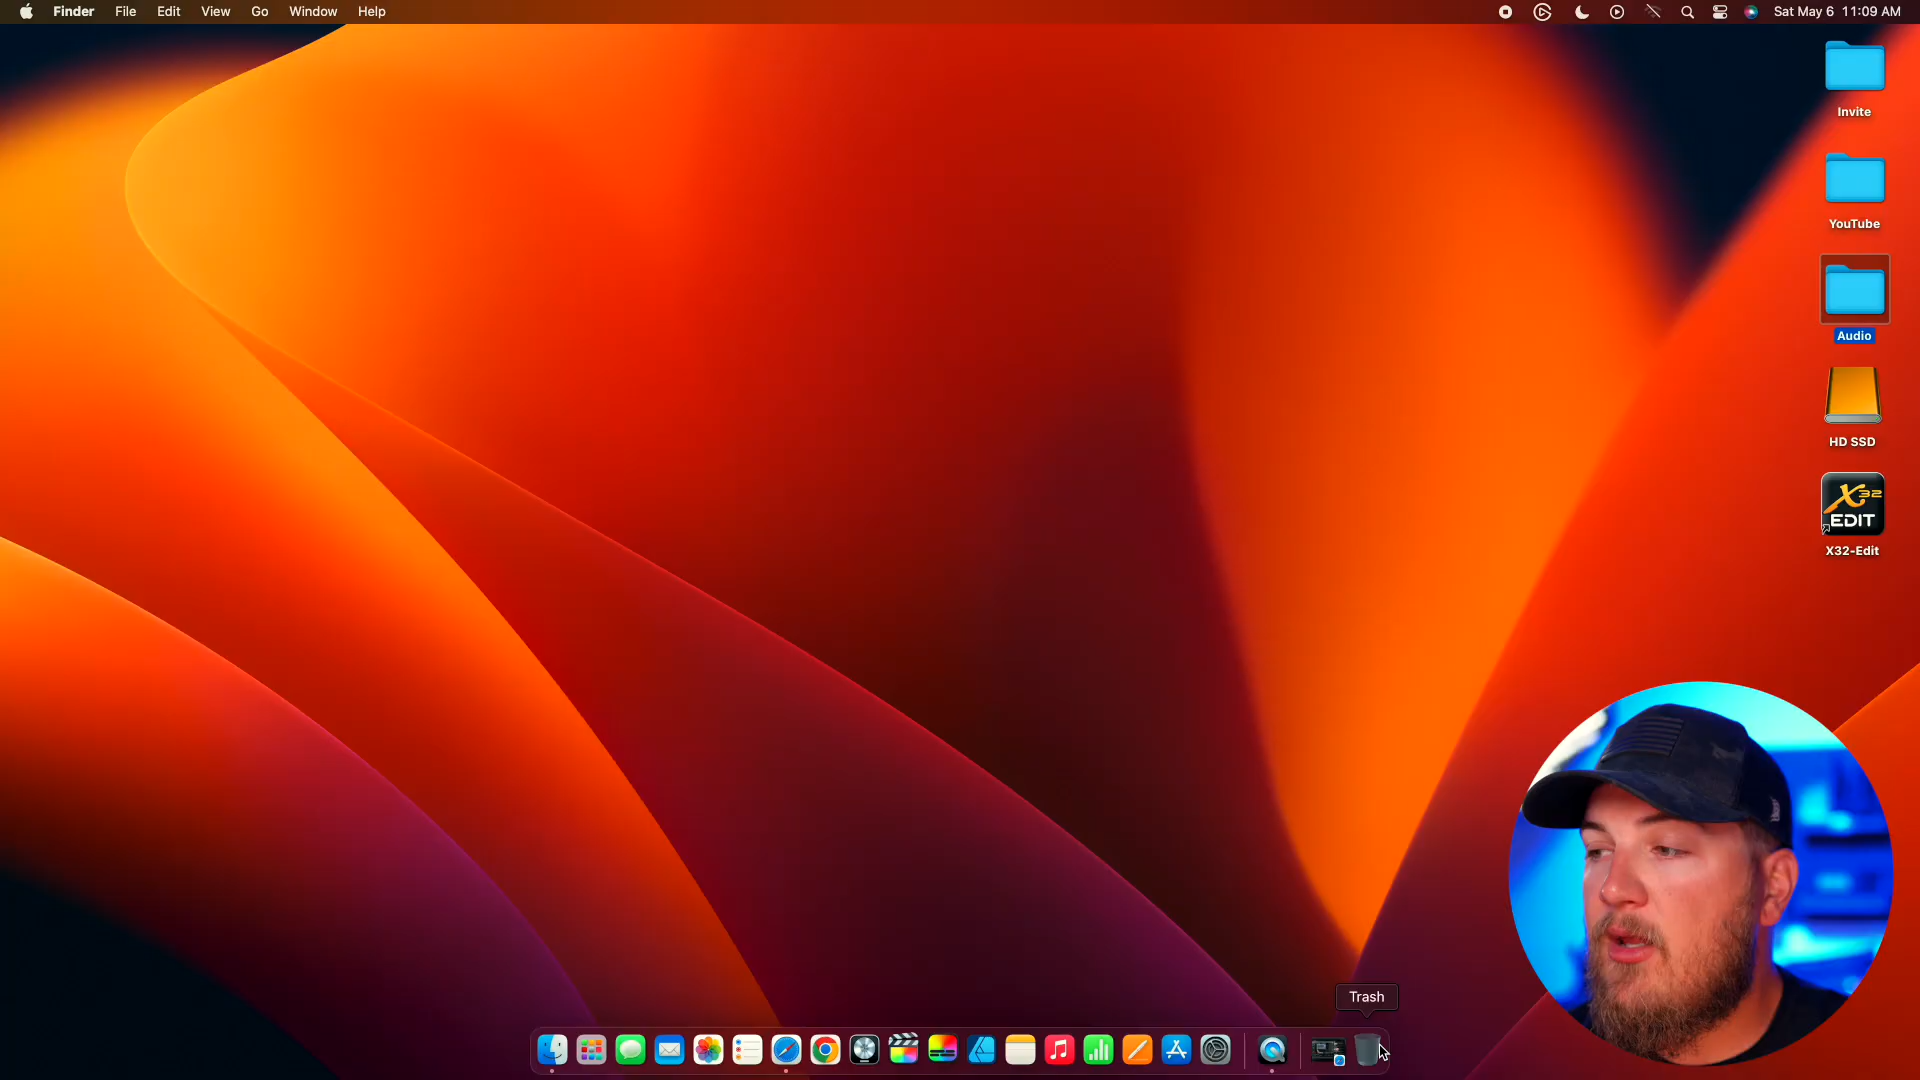 Finder File Edit View Go Window Help Sat May 6 11:09 AM
Invite
YouTube
Audio
HD SSD
X32
EDIT
X32-Edit
Trash